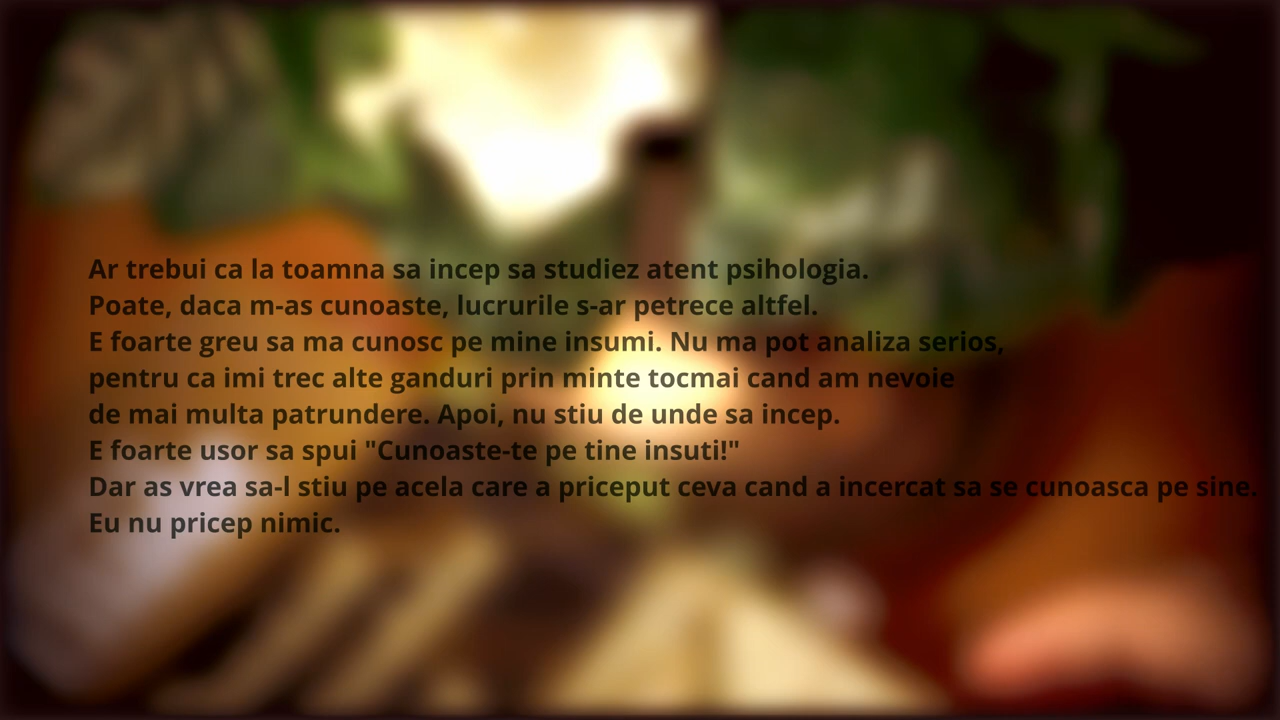 Ar trebui ca la toamna sa incep sa studiez atent psihologia.
Poate, daca m-as cunoaste, lucrurile s-ar petrece altfel.
E foarte greu sa ma cunosc pe mine insumi. Nu ma pot analiza serios,
pentru ca imi trec alte ganduri prin minte tocmai cand am nevoie
de mai multa patrundere. Apoi, nu stiu de unde sa incep.
E foarte usor sa spui "Cunoaste-te pe tine insuti!"
Dar as vrea sa-l stiu pe acela care a priceput ceva cand a incercat sa se cunoasca pe sine.
Eu nu pricep nimic.